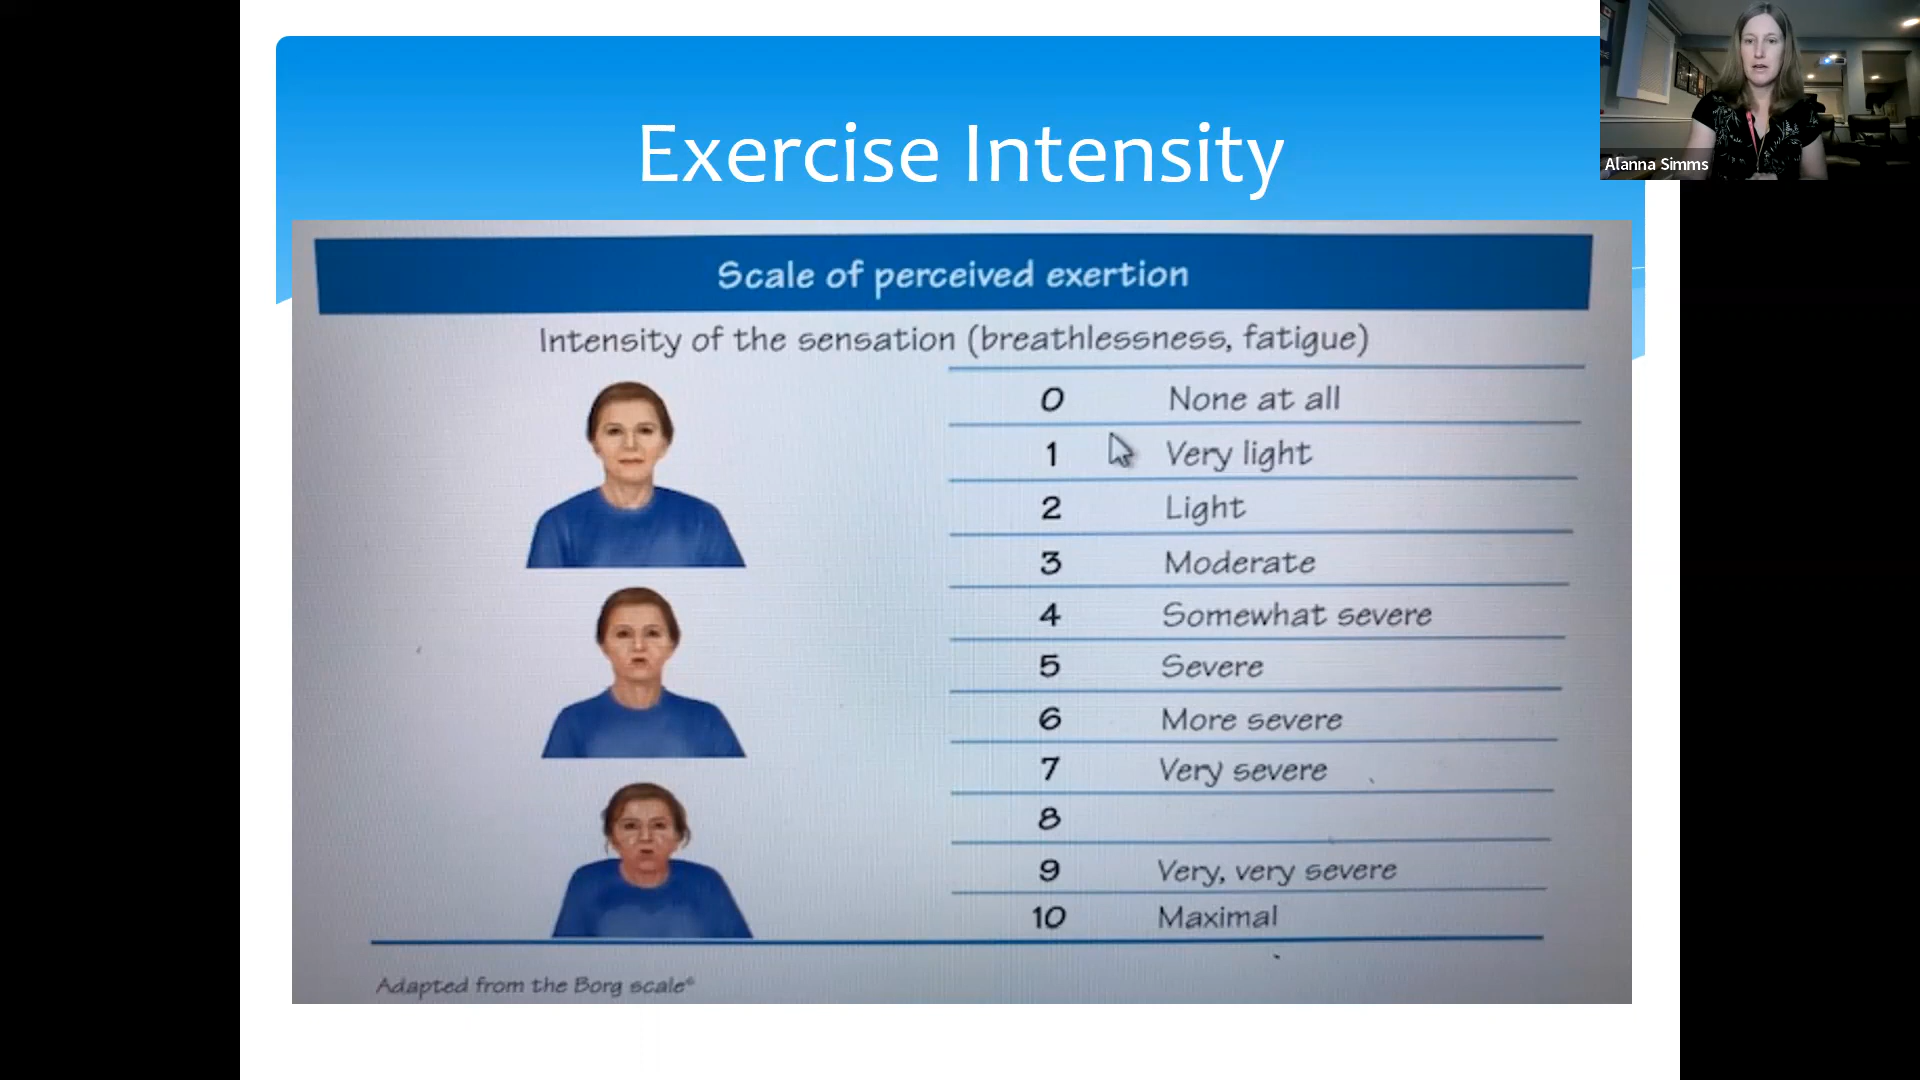 Exercise Intensity
Alanna Simms
Scale of perceived exertion
Intensity of the sensation (breathlessness, fatigue)
0 None at all
1 Very light
2 Light
3 Moderate
4 Somewhat severe
5 Severe
6 More severe
7 Very severe
8
9 Very, very severe
10 Maximal
Adapted from the Borg scale